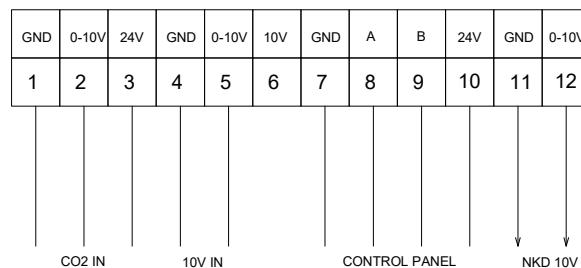 GND 0-10V 24V GND 0-10V 10V GND A B 24V GND 0-10V
1 2 3 4 5 6 7 8 9 10 11 12
CO2 IN 10V IN CONTROL PANEL NKD 10V